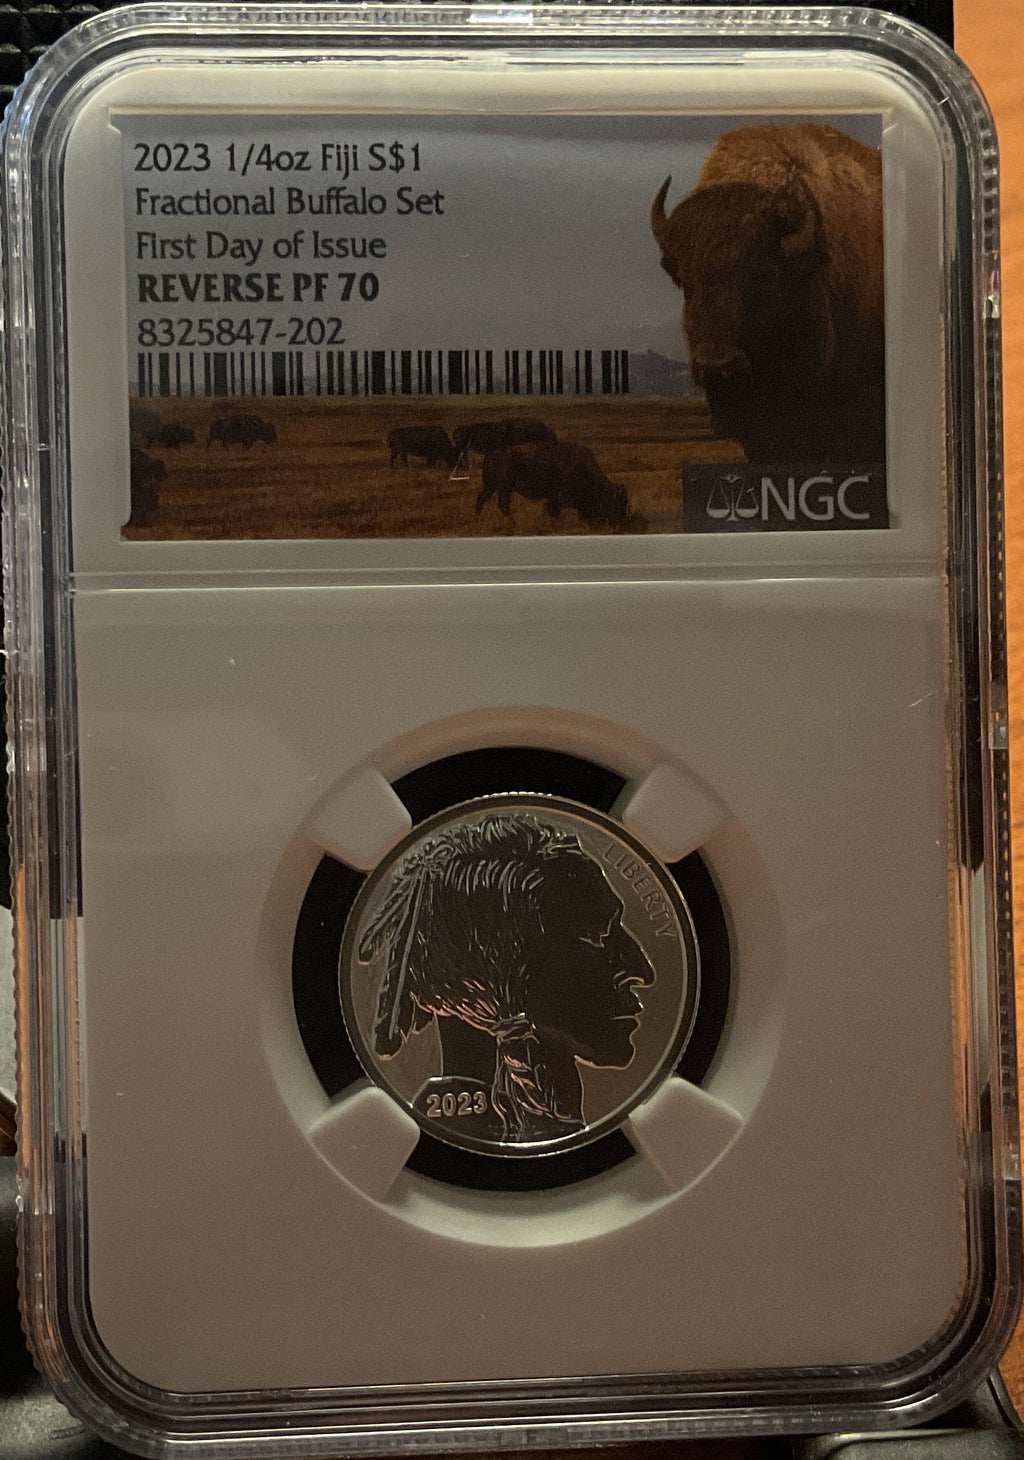 2023 1/4oz Fiji S$1
Fractional Buffalo Set
First Day of Issue
REVERSE PF 70
8325847-202
NGC
LIBERTY
2023